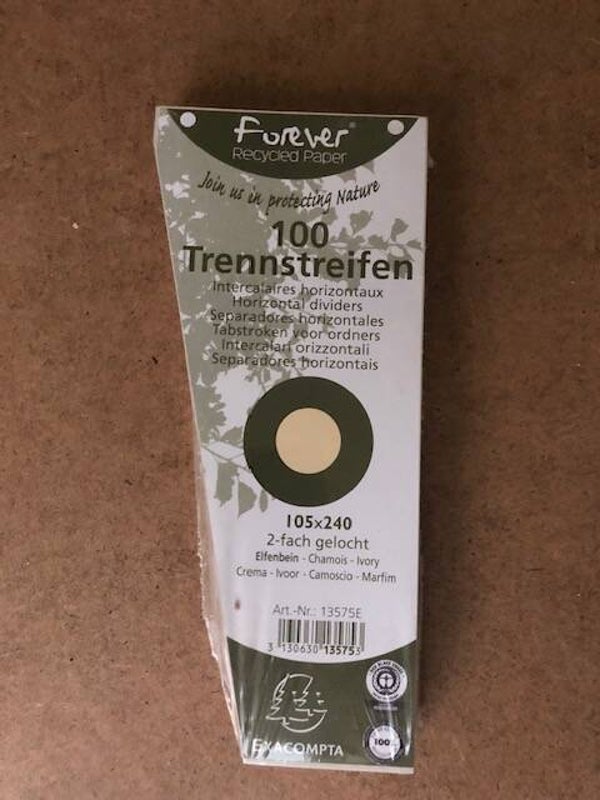 Forever®
Recycled Paper
Join us in protecting Nature
100
Trennstreifen
Intercalaires horizontaux
Horizontal dividers
Separadores horizontales
Tabstroken voor ordners
Intercalari orizzontali
Separadores horizontais
105x240
2-fach gelocht
Elfenbein - Chamois - Ivory
Crema - Ivoor - Camoscio - Marfim
Art.-Nr.: 13575E
3 130630 135753
EXACOMPTA
100